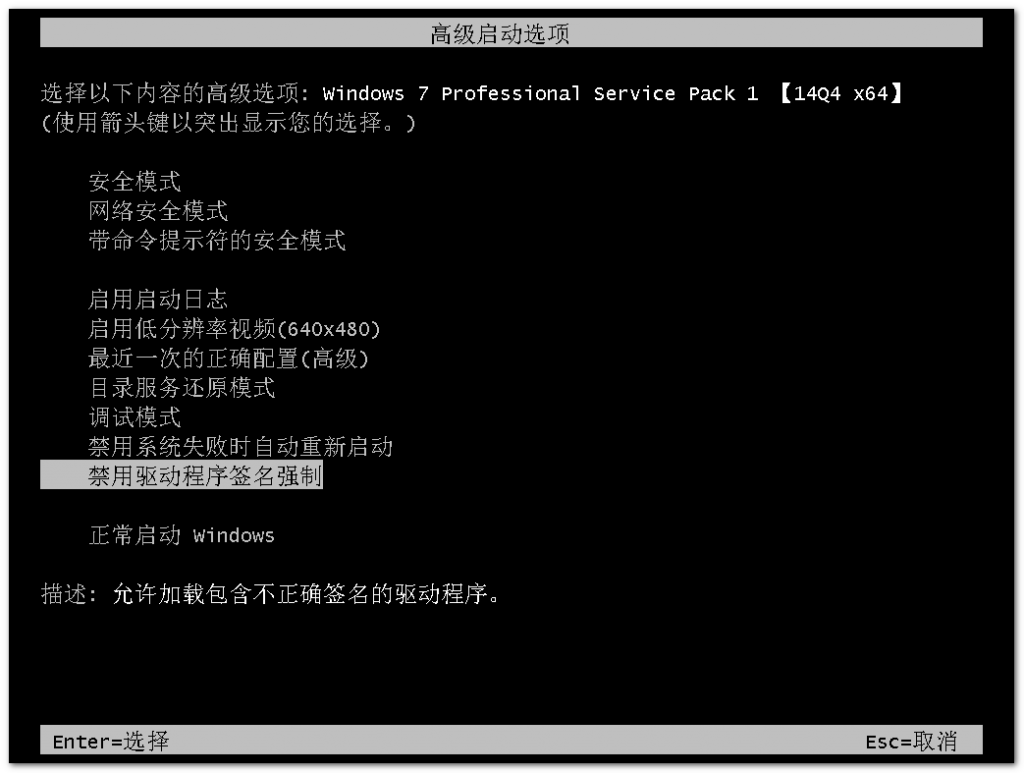 高级启动选项
选择以下内容的高级选项: Windows 7 Professional Service Pack 1 【14Q4 x64】
(使用箭头键以突出显示您的选择。)
安全模式
网络安全模式
带命令提示符的安全模式
启用启动日志
启用低分辨率视频(640x480)
最近一次的正确配置(高级)
目录服务还原模式
调试模式
禁用系统失败时自动重新启动
禁用驱动程序签名强制
正常启动 Windows
描述: 允许加载包含不正确签名的驱动程序。
Enter=选择 Esc=取消